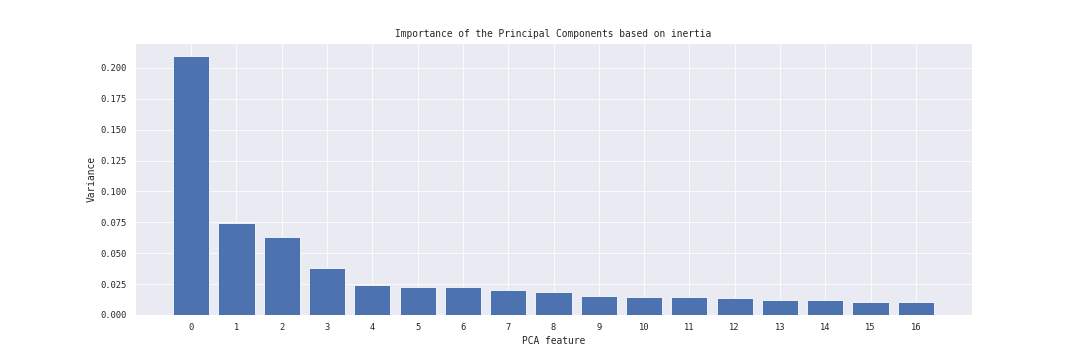 Importance of the Principal Components based on inertia
0.200
0.175
0.150
0.125
0.100
0.075
0.050
0.025
0.000
Variance
0 1 2 3 4 5 6 7 8 9 10 11 12 13 14 15 16
PCA feature